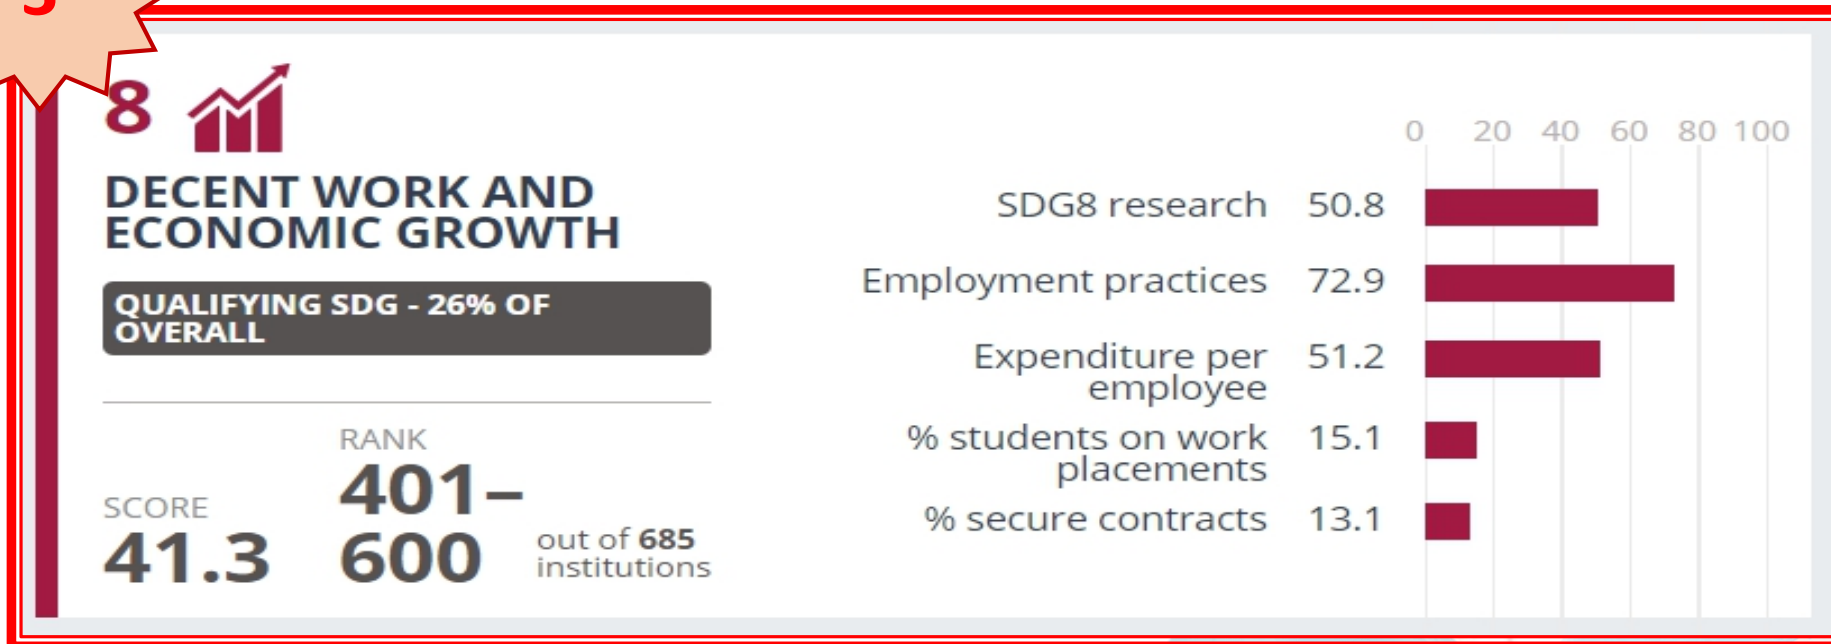 8
DECENT WORK AND
ECONOMIC GROWTH
QUALIFYING SDG - 26% OF
OVERALL
SCORE
41.3
RANK
401–
600
out of 685
institutions
0 20 40 60 80 100
SDG8 research 50.8
Employment practices 72.9
Expenditure per 51.2
employee
% students on work 15.1
placements
% secure contracts 13.1